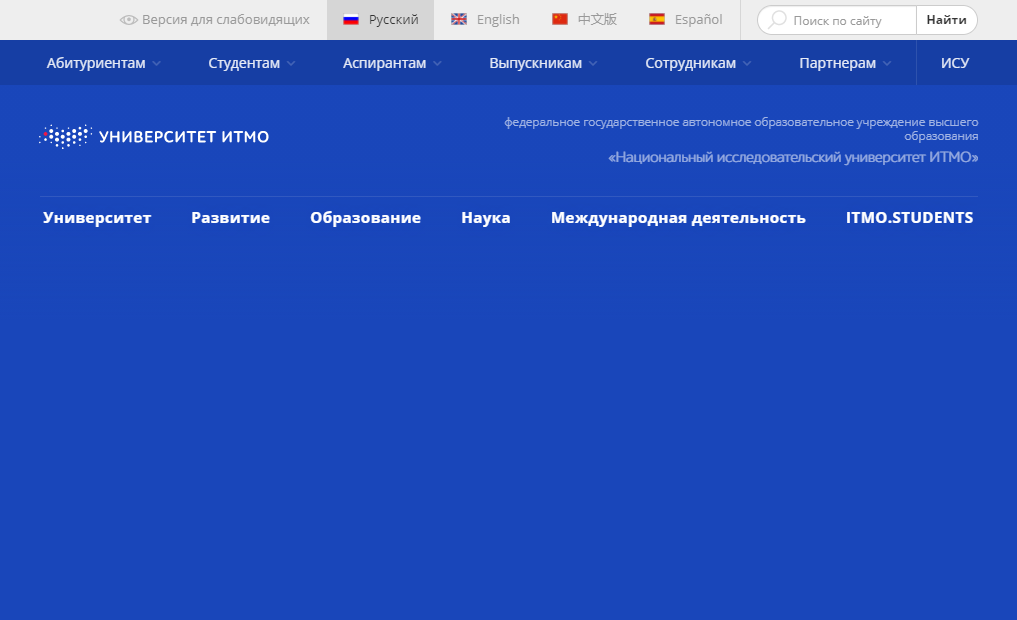 Версия для слабовидящих Русский English 中文版 Español Поиск по сайту Найти
Абитуриентам Студентам Аспирантам Выпускникам Сотрудникам Партнерам ИСУ
УНИВЕРСИТЕТ ИТМО
федеральное государственное автономное образовательное учреждение высшего
образования
«Национальный исследовательский университет ИТМО»
Университет Развитие Образование Наука Международная деятельность ITMO.STUDENTS